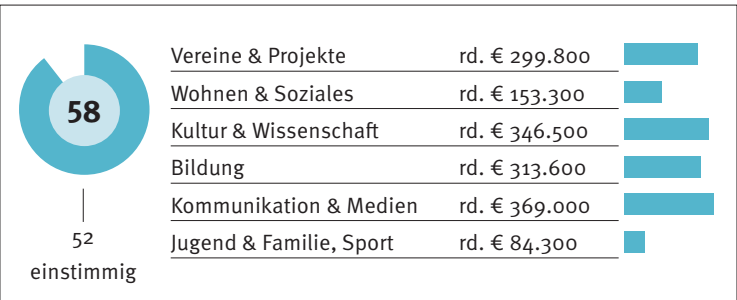 58
52
einstimmig
Vereine & Projekte rd. € 299.800
Wohnen & Soziales rd. € 153.300
Kultur & Wissenschaft rd. € 346.500
Bildung rd. € 313.600
Kommunikation & Medien rd. € 369.000
Jugend & Familie, Sport rd. € 84.300